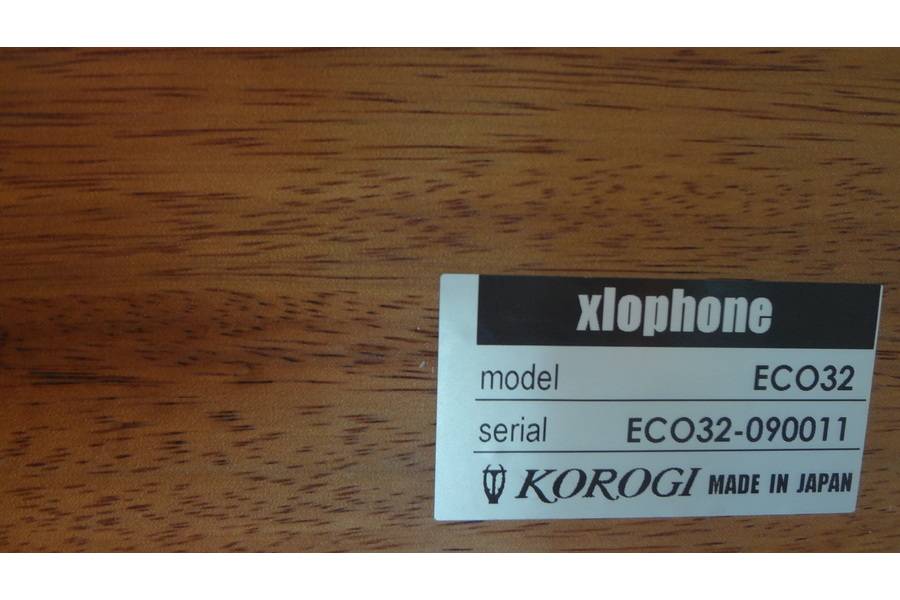 xlophone
model ECO32
serial ECO32-090011
KOROGI MADE IN JAPAN